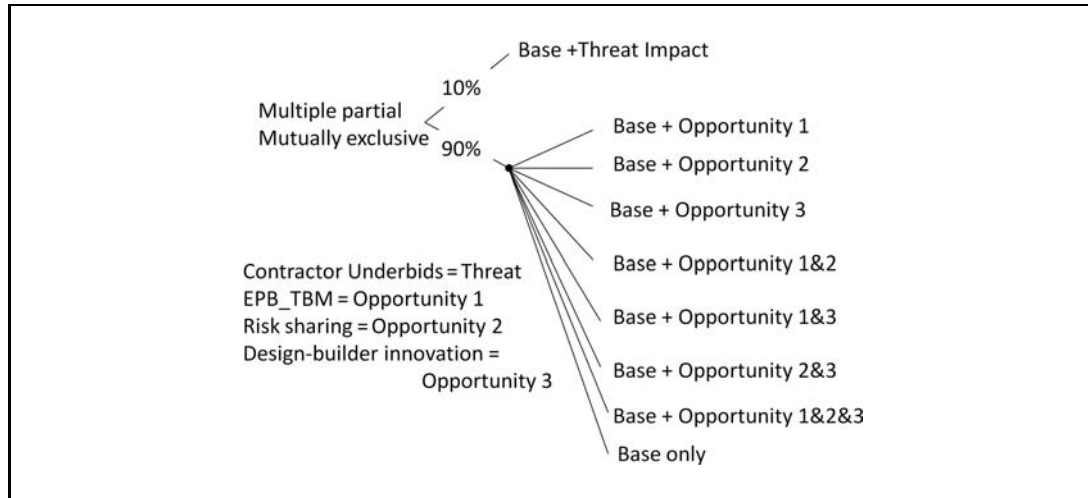 Base +Threat Impact
10%
Multiple partial
Mutually exclusive
90%
Base + Opportunity 1
Base + Opportunity 2
Base + Opportunity 3
Base + Opportunity 1&2
Base + Opportunity 1&3
Base + Opportunity 2&3
Base + Opportunity 1&2&3
Base only
Contractor Underbids = Threat
EPB_TBM = Opportunity 1
Risk sharing = Opportunity 2
Design-builder innovation =
Opportunity 3